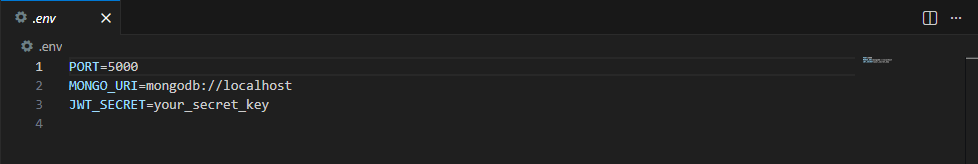 .env
.env
1 PORT=5000
2 MONGO_URI=mongodb://localhost
3 JWT_SECRET=your_secret_key
4